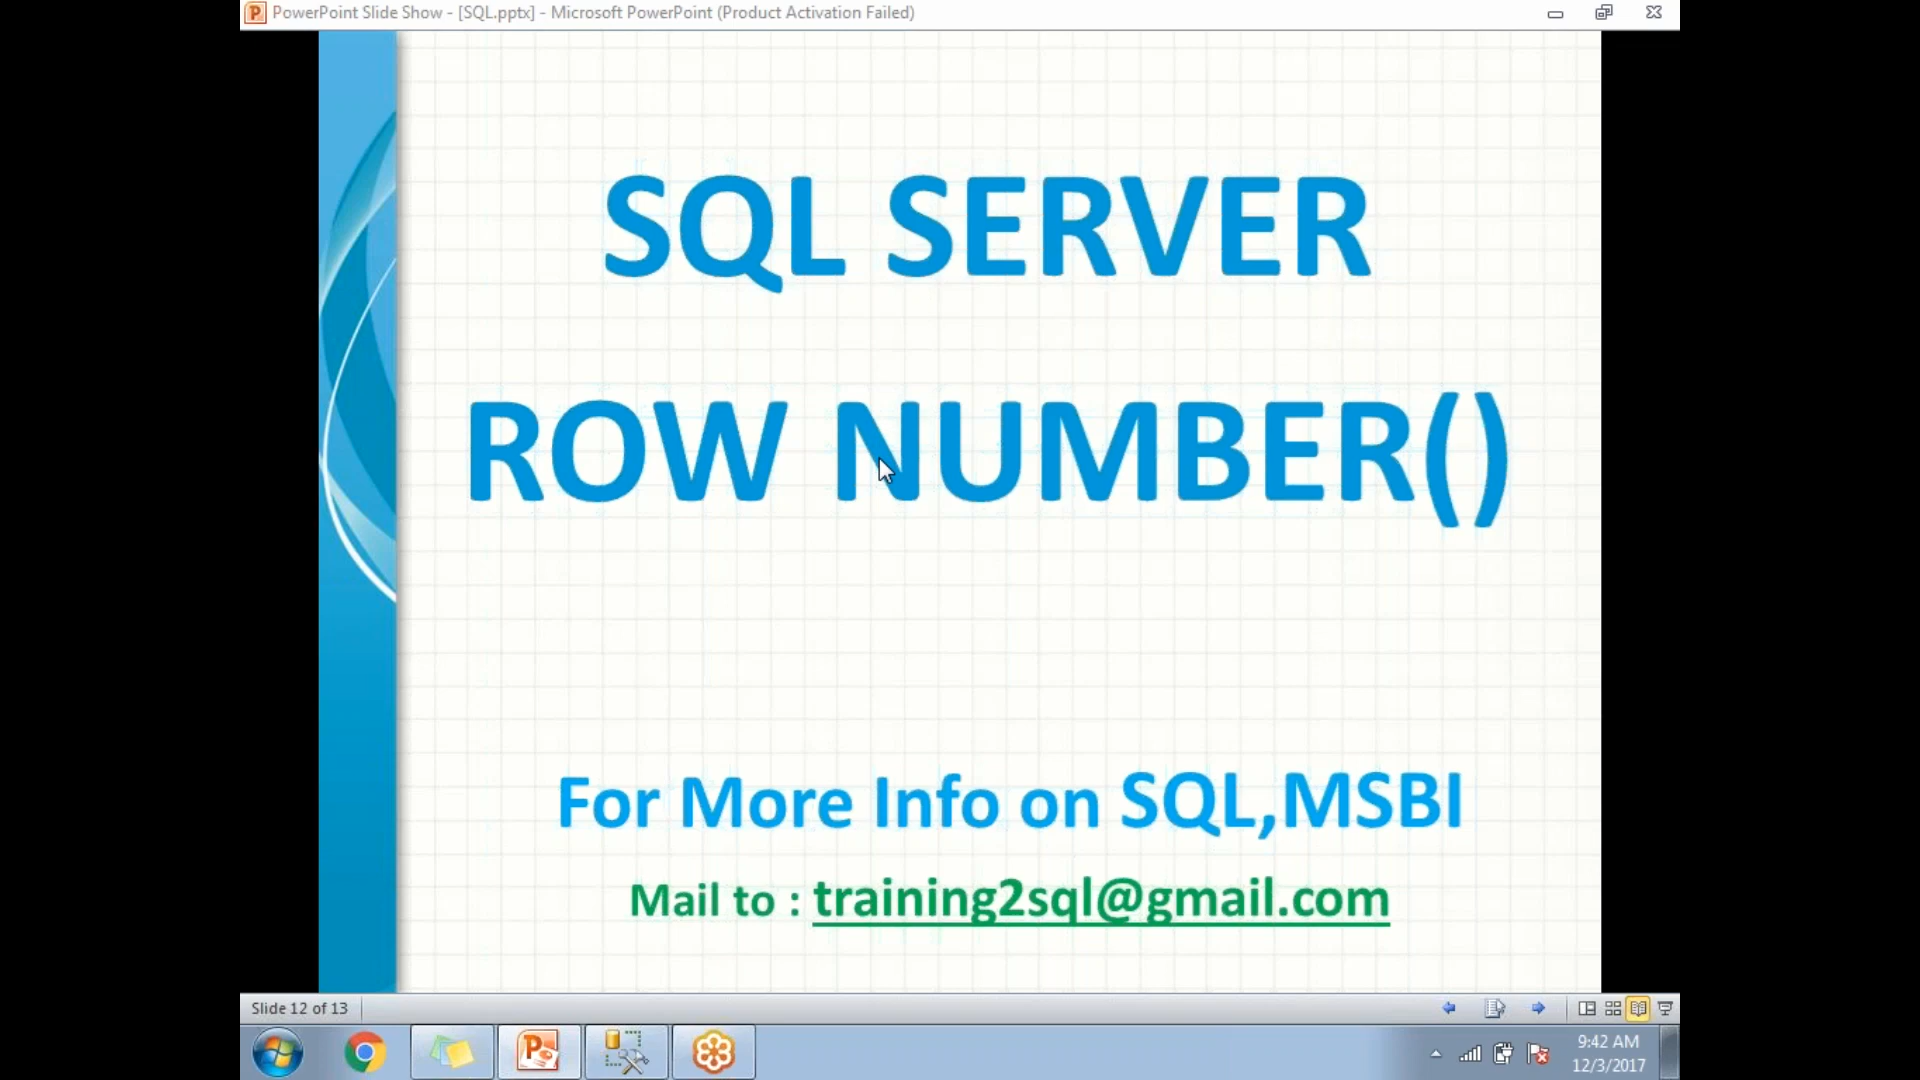 PowerPoint Slide Show - [SQL.pptx] - Microsoft PowerPoint (Product Activation Failed)
SQL SERVER
ROW NUMBER()
For More Info on SQL,MSBI
Mail to : training2sql@gmail.com
Slide 12 of 13
9:42 AM
12/3/2017